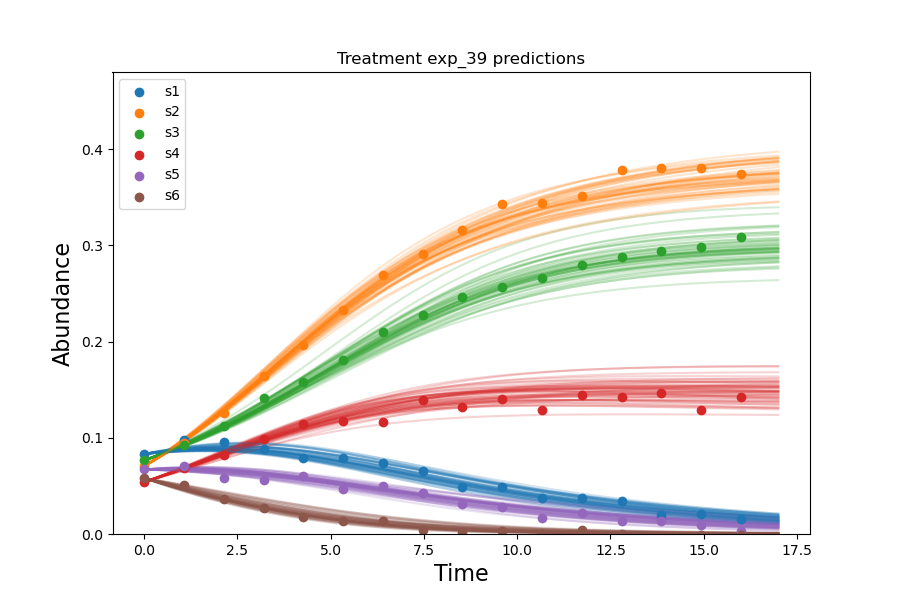 Treatment exp_39 predictions
s1
s2
s3
s4
s5
s6
Abundance
0.4
0.3
0.2
0.1
0.0
0.0 2.5 5.0 7.5 10.0 12.5 15.0 17.5
Time